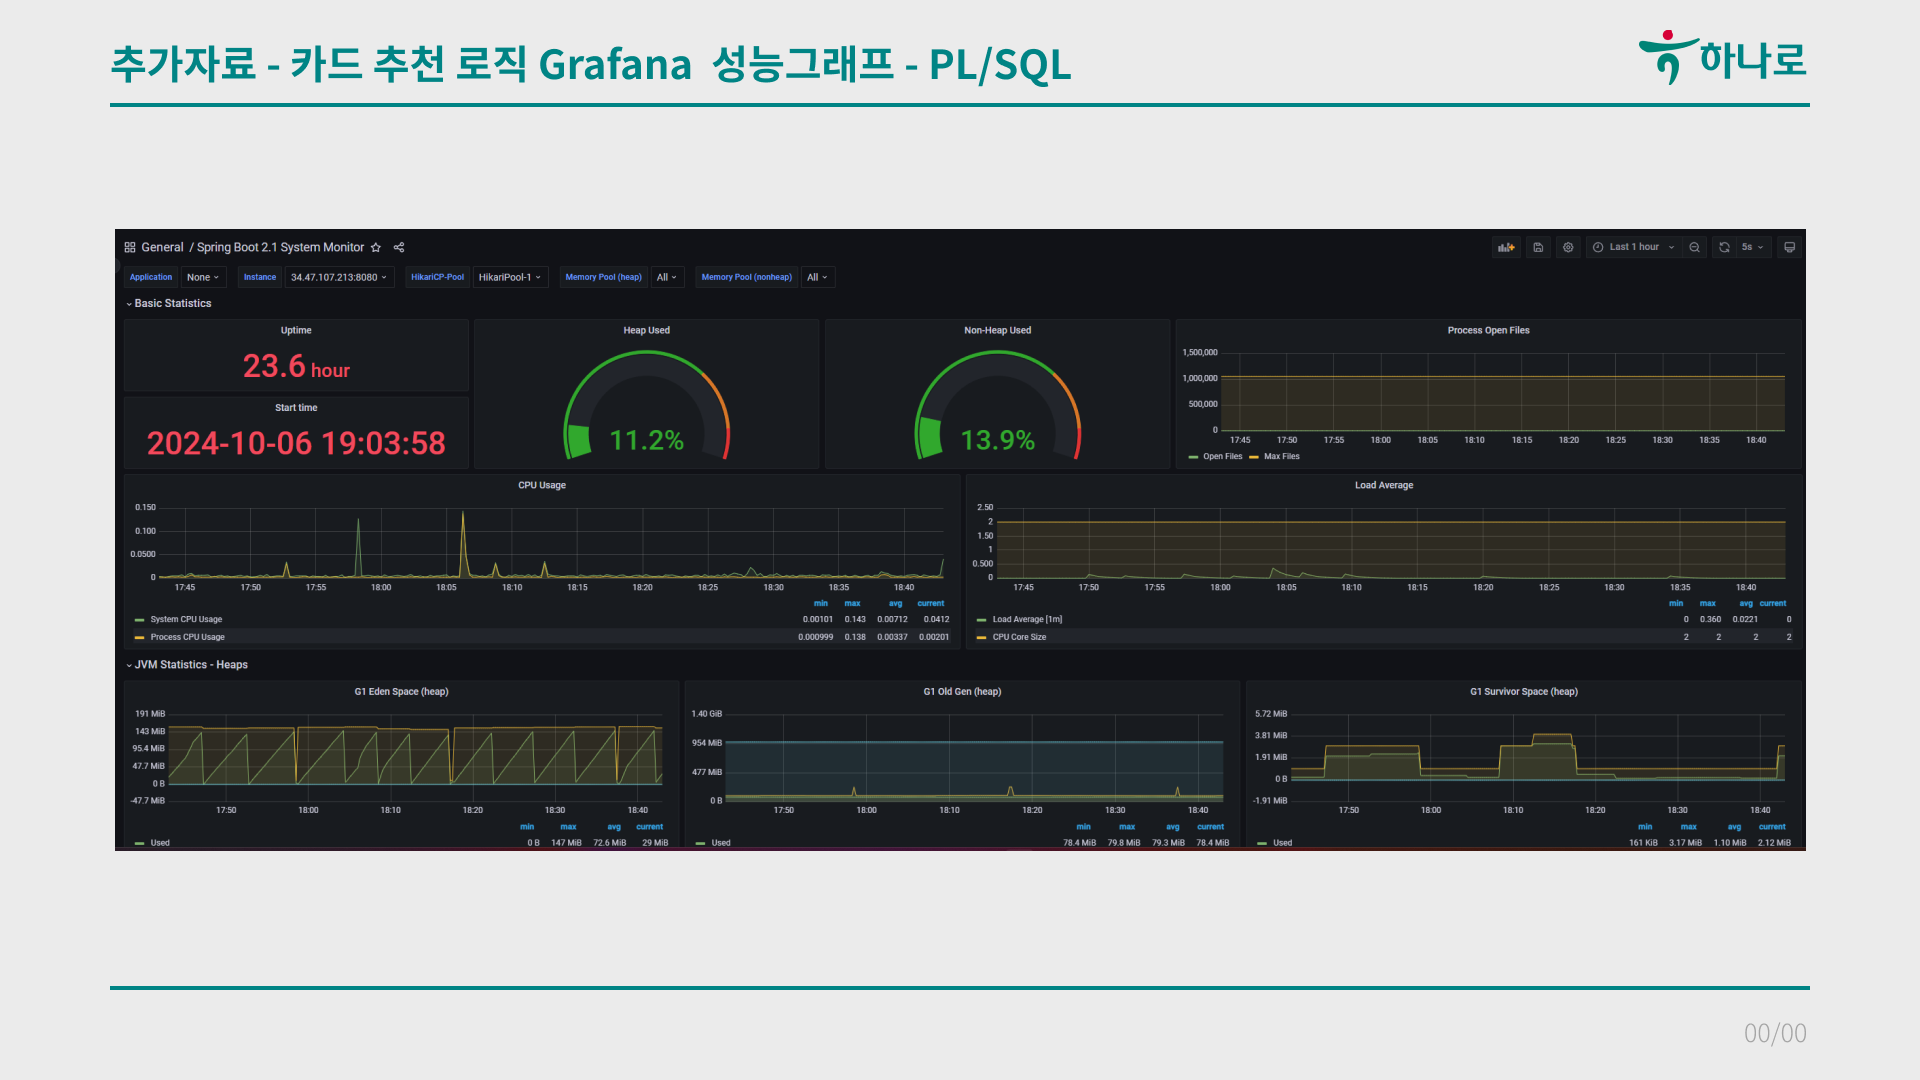 추가자료 - 카드 추천 로직 Grafana 성능그래프 - PL/SQL
하나로
General / Spring Boot 2.1 System Monitor
Last 1 hour
5s
Application None Instance 34.47.107.213:8080 HikariCP-Pool HikariPool-1 Memory Pool (heap) All Memory Pool (nonheap) All
Basic Statistics
Uptime
23.6 hour
Start time
2024-10-06 19:03:58
Heap Used
11.2%
Non-Heap Used
13.9%
Process Open Files
1,500,000
1,000,000
500,000
0
17:45 17:50 17:55 18:00 18:05 18:10 18:15 18:20 18:25 18:30 18:35 18:40
Open Files Max Files
CPU Usage
0.150
0.100
0.0500
0
17:45 17:50 17:55 18:00 18:05 18:10 18:15 18:20 18:25 18:30 18:35 18:40
min max avg current
System CPU Usage 0.00101 0.143 0.00712 0.0412
Process CPU Usage 0.000999 0.138 0.00337 0.00201
Load Average
2.50
2
1.50
1
0.500
0
17:45 17:50 17:55 18:00 18:05 18:10 18:15 18:20 18:25 18:30 18:35 18:40
min max avg current
Load Average [1m] 0 0.360 0.0221 0
CPU Core Size 2 2 2 2
JVM Statistics - Heaps
G1 Eden Space (heap)
191 MiB
143 MiB
95.4 MiB
47.7 MiB
0 B
-47.7 MiB
17:50 18:00 18:10 18:20 18:30 18:40
min max avg current
Used 0 B 147 MiB 72.6 MiB 29 MiB
G1 Old Gen (heap)
1.40 GiB
954 MiB
477 MiB
0 B
17:50 18:00 18:10 18:20 18:30 18:40
min max avg current
Used 78.4 MiB 79.8 MiB 79.3 MiB 78.4 MiB
G1 Survivor Space (heap)
5.72 MiB
3.81 MiB
1.91 MiB
0 B
-1.91 MiB
17:50 18:00 18:10 18:20 18:30 18:40
min max avg current
Used 161 KiB 3.17 MiB 1.10 MiB 2.12 MiB
00/00